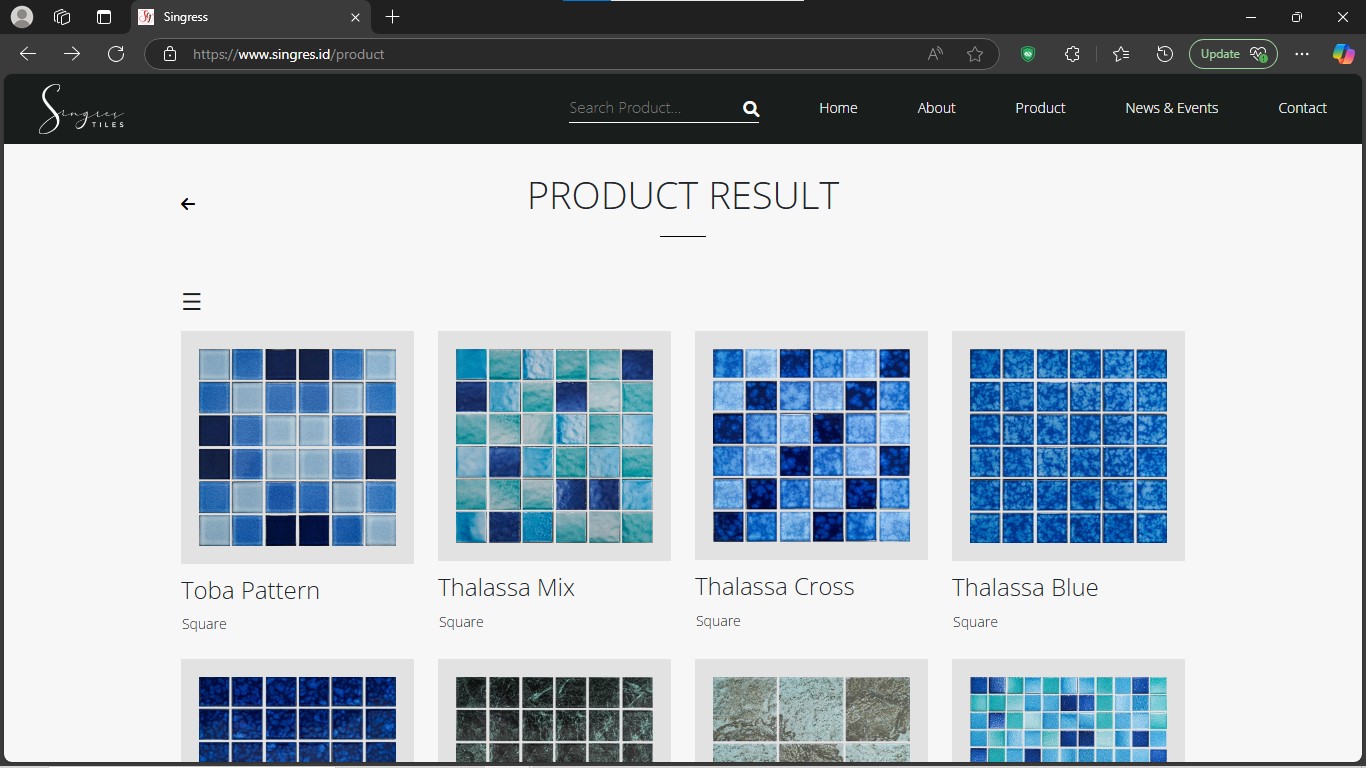 Sg
Singress
https://www.singres.id/product
Update
Singres
TILES
Search Product...
Home
About
Product
News & Events
Contact
PRODUCT RESULT
Toba Pattern
Thalassa Mix
Thalassa Cross
Thalassa Blue
Square
Square
Square
Square